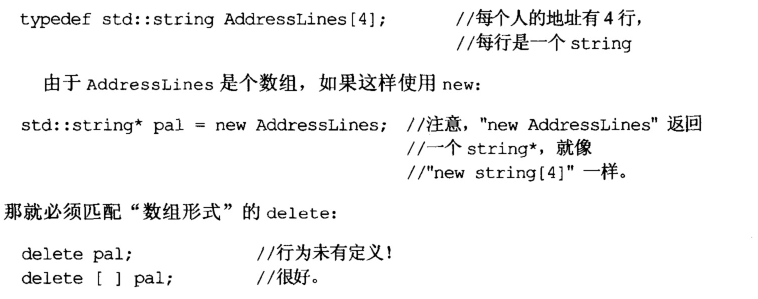 typedef std::string AddressLines[4]; //每个人的地址有4行,
//每行是一个 string
由于 AddressLines 是个数组，如果这样使用 new:
std::string* pal = new AddressLines; //注意, "new AddressLines" 返回
//一个 string*, 就像
//"new string[4]" 一样。
那就必须匹配“数组形式”的 delete:
delete pal; //行为未有定义!
delete [ ] pal; //很好。